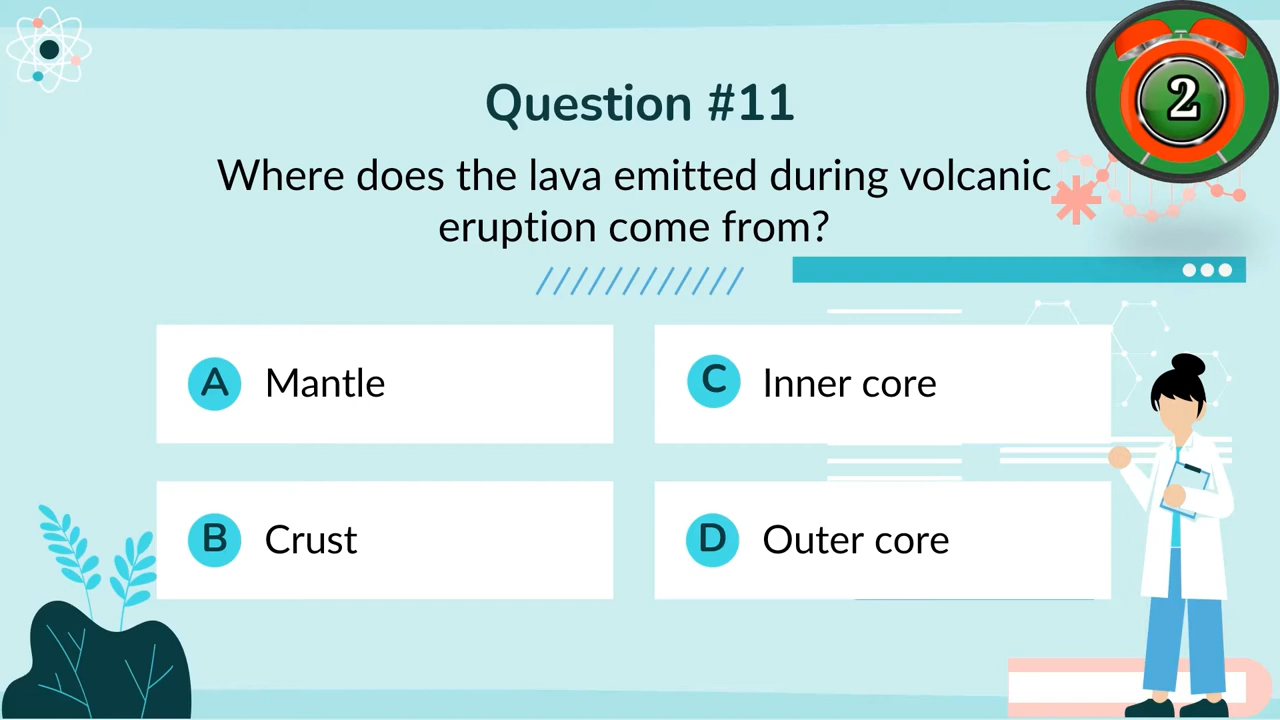 2
Question #11
Where does the lava emitted during volcanic
eruption come from?
A Mantle
C Inner core
B Crust
D Outer core